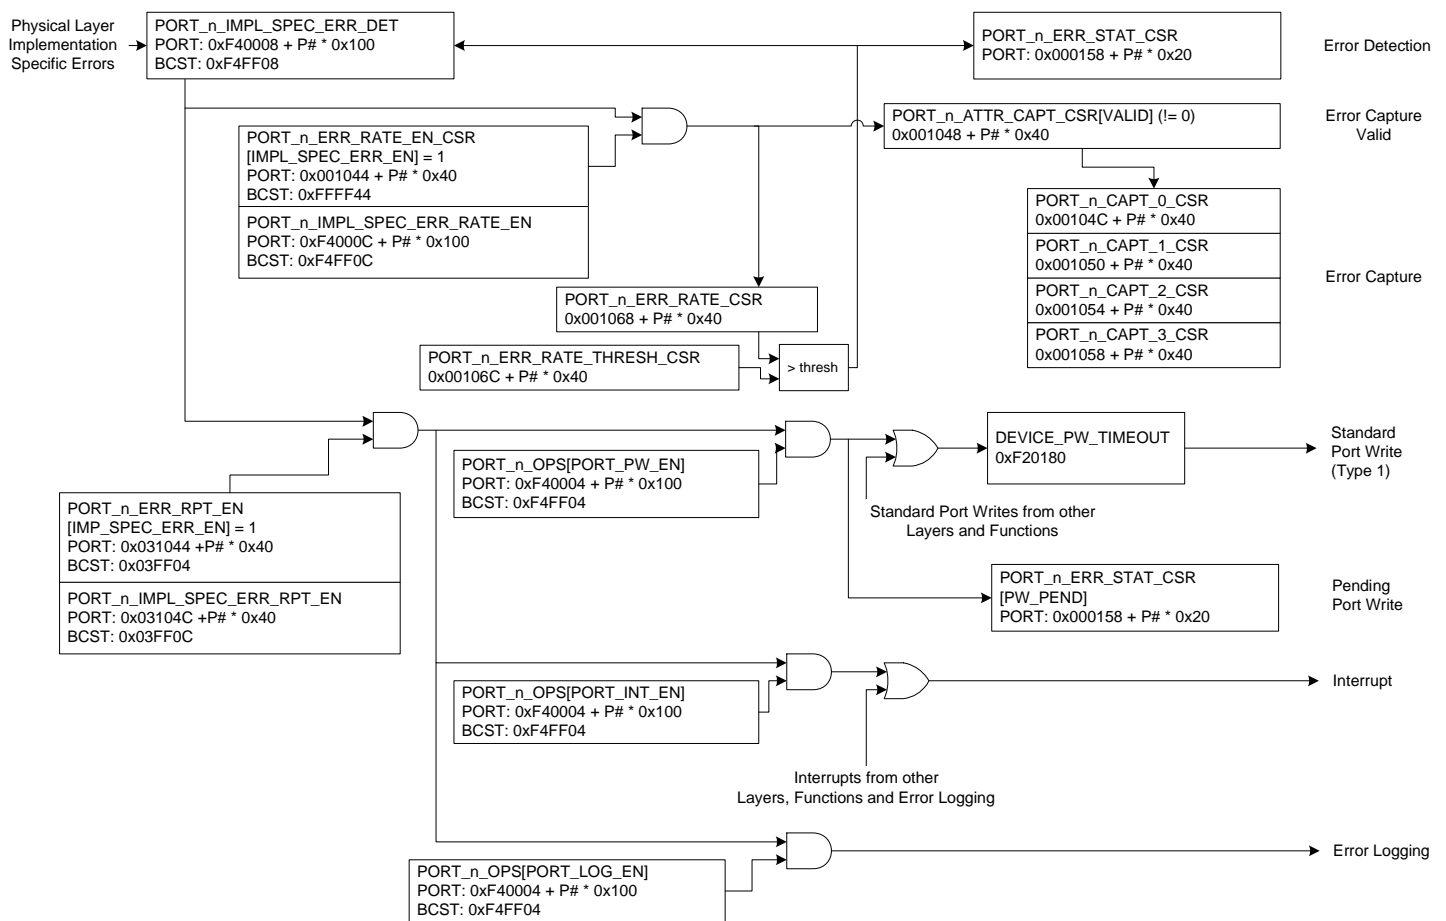 Physical Layer
Implementation
Specific Errors
PORT_n_IMPL_SPEC_ERR_DET
PORT: 0xF40008 + P# * 0x100
BCST: 0xF4FF08
PORT_n_ERR_STAT_CSR
PORT: 0x000158 + P# * 0x20
Error Detection
PORT_n_ATTR_CAPT_CSR[VALID] (!= 0)
0x001048 + P# * 0x40
Error Capture
Valid
PORT_n_ERR_RATE_EN_CSR
[IMPL_SPEC_ERR_EN] = 1
PORT: 0x001044 + P# * 0x40
BCST: 0xFFFF44
PORT_n_IMPL_SPEC_ERR_RATE_EN
PORT: 0xF4000C + P# * 0x100
BCST: 0xF4FF0C
PORT_n_CAPT_0_CSR
0x00104C + P# * 0x40
PORT_n_CAPT_1_CSR
0x001050 + P# * 0x40
PORT_n_CAPT_2_CSR
0x001054 + P# * 0x40
PORT_n_CAPT_3_CSR
0x001058 + P# * 0x40
Error Capture
PORT_n_ERR_RATE_CSR
0x001068 + P# * 0x40
PORT_n_ERR_RATE_THRESH_CSR
0x00106C + P# * 0x40
> thresh
PORT_n_OPS[PORT_PW_EN]
PORT: 0xF40004 + P# * 0x100
BCST: 0xF4FF04
DEVICE_PW_TIMEOUT
0xF20180
Standard
Port Write
(Type 1)
Standard Port Writes from other
Layers and Functions
PORT_n_ERR_RPT_EN
[IMP_SPEC_ERR_EN] = 1
PORT: 0x031044 +P# * 0x40
BCST: 0x03FF04
PORT_n_IMPL_SPEC_ERR_RPT_EN
PORT: 0x03104C +P# * 0x40
BCST: 0x03FF0C
PORT_n_ERR_STAT_CSR
[PW_PEND]
PORT: 0x000158 + P# * 0x20
Pending
Port Write
PORT_n_OPS[PORT_INT_EN]
PORT: 0xF40004 + P# * 0x100
BCST: 0xF4FF04
Interrupt
Interrupts from other
Layers, Functions and Error Logging
PORT_n_OPS[PORT_LOG_EN]
PORT: 0xF40004 + P# * 0x100
BCST: 0xF4FF04
Error Logging